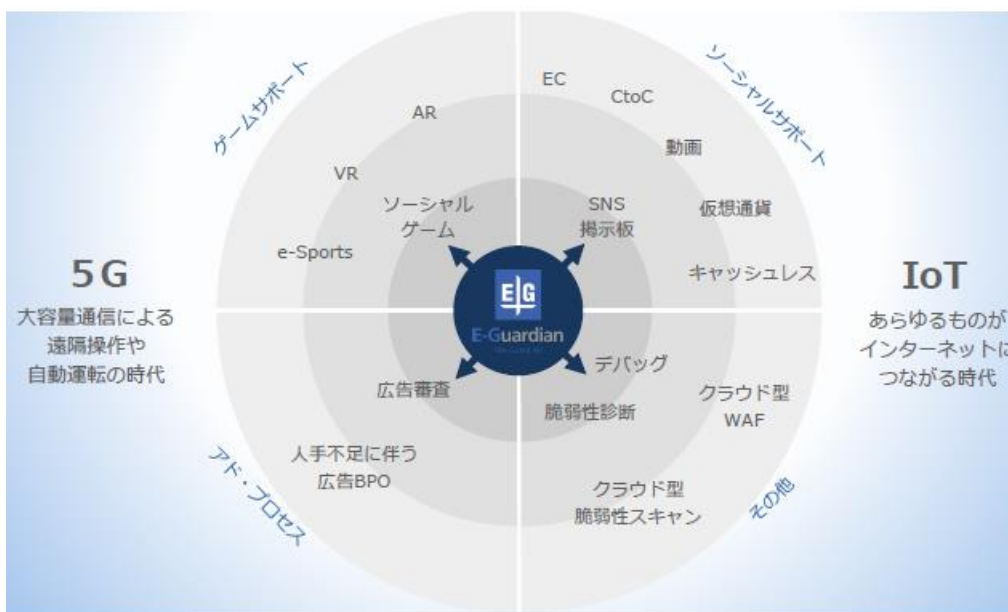 ゲームサポート
ソーシャルサポート
EC
CtoC
AR
動画
VR
ソーシャル
ゲーム
SNS
掲示板
仮想通貨
e-Sports
キャッシュレス
5G
大容量通信による
遠隔操作や
自動運転の時代
EG
E-Guardian
IoT
あらゆるものが
インターネットに
つながる時代
広告審査
デバッグ
脆弱性診断
クラウド型
WAF
人手不足に伴う
広告BPO
クラウド型
脆弱性スキャン
アド・プロセス
その他